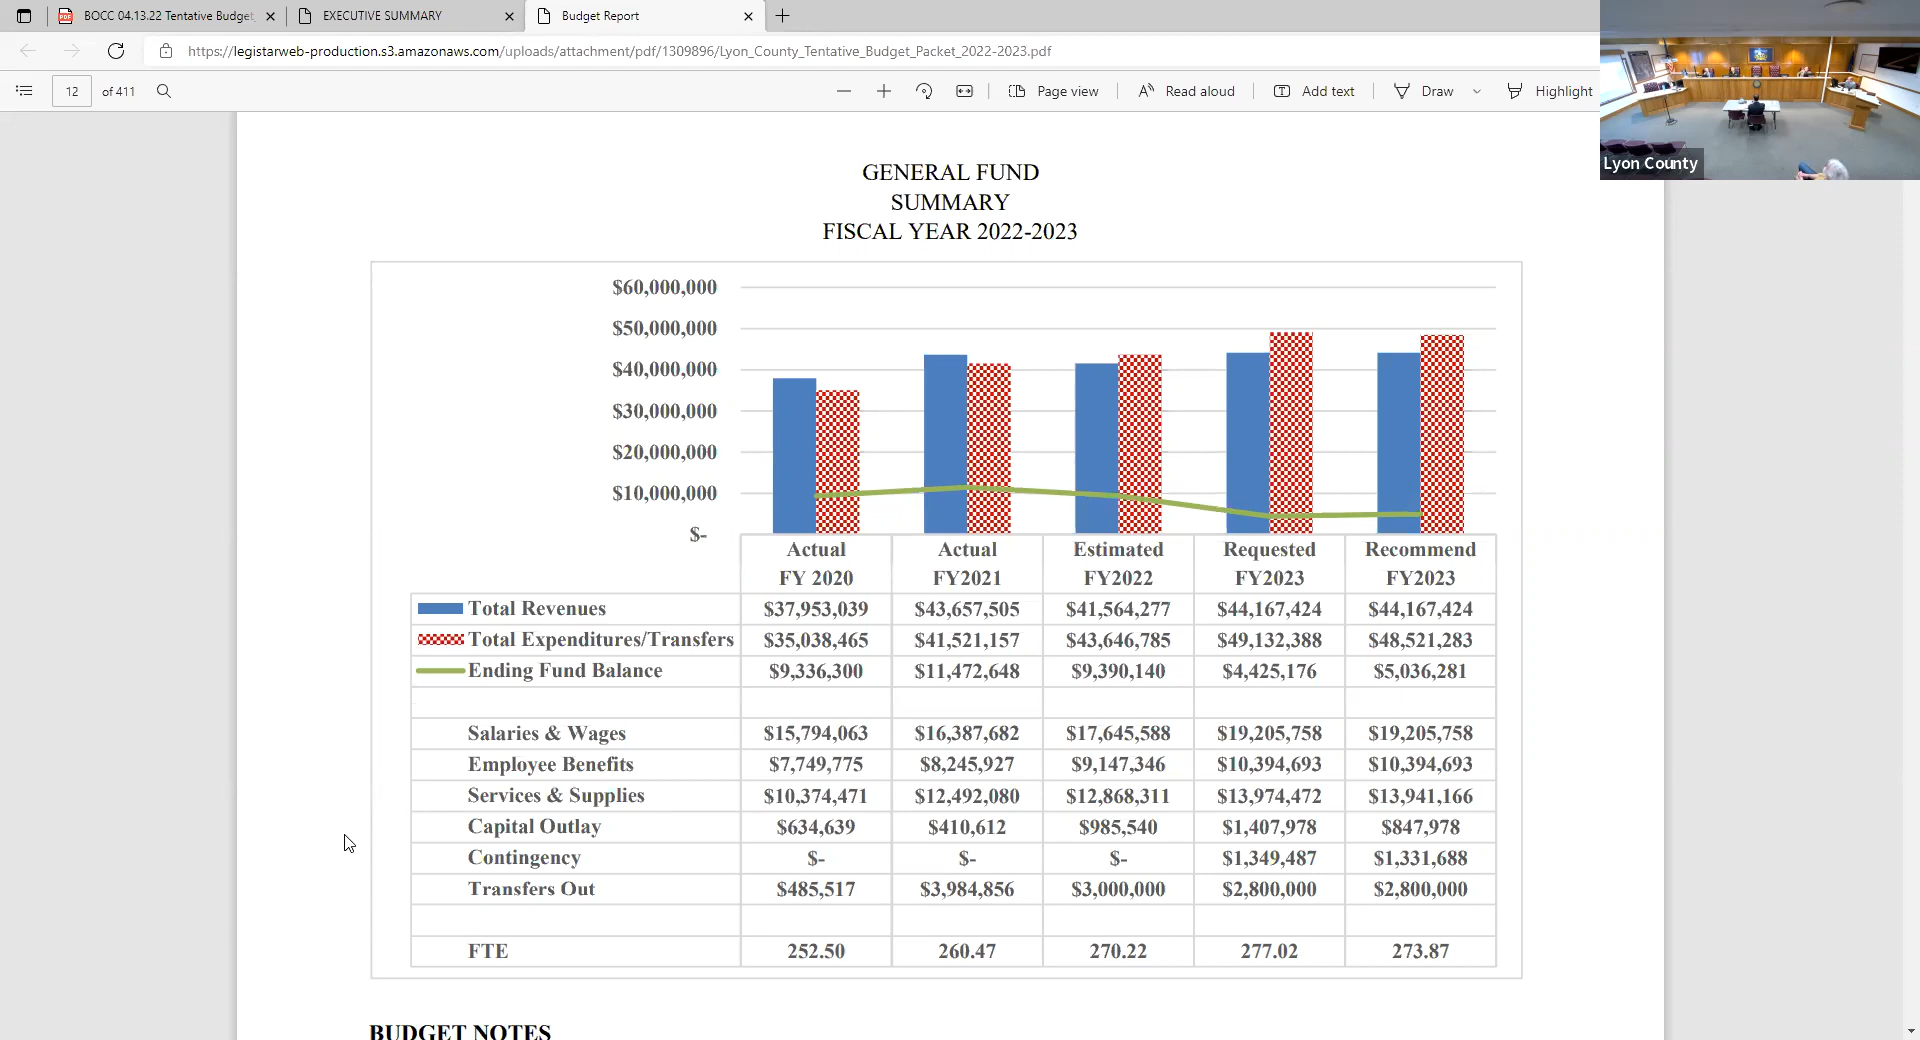 BOCC 04.13.22 Tentative Budget
EXECUTIVE SUMMARY
Budget Report
https://legistarweb-production.s3.amazonaws.com/uploads/attachment/pdf/1309896/Lyon_County_Tentative_Budget_Packet_2022-2023.pdf
12 of 411 Page view Read aloud Add text Draw Highlight
Lyon County
GENERAL FUND
SUMMARY
FISCAL YEAR 2022-2023
$60,000,000
$50,000,000
$40,000,000
$30,000,000
$20,000,000
$10,000,000
$-
Actual Actual Estimated Requested Recommend
FY 2020 FY2021 FY2022 FY2023 FY2023
Total Revenues $37,953,039 $43,657,505 $41,564,277 $44,167,424 $44,167,424
Total Expenditures/Transfers $35,038,465 $41,521,157 $43,646,785 $49,132,388 $48,521,283
Ending Fund Balance $9,336,300 $11,472,648 $9,390,140 $4,425,176 $5,036,281
Salaries & Wages $15,794,063 $16,387,682 $17,645,588 $19,205,758 $19,205,758
Employee Benefits $7,749,775 $8,245,927 $9,147,346 $10,394,693 $10,394,693
Services & Supplies $10,374,471 $12,492,080 $12,868,311 $13,974,472 $13,941,166
Capital Outlay $634,639 $410,612 $985,540 $1,407,978 $847,978
Contingency $- $- $- $1,349,487 $1,331,688
Transfers Out $485,517 $3,984,856 $3,000,000 $2,800,000 $2,800,000
FTE 252.50 260.47 270.22 277.02 273.87
BUDGET NOTES